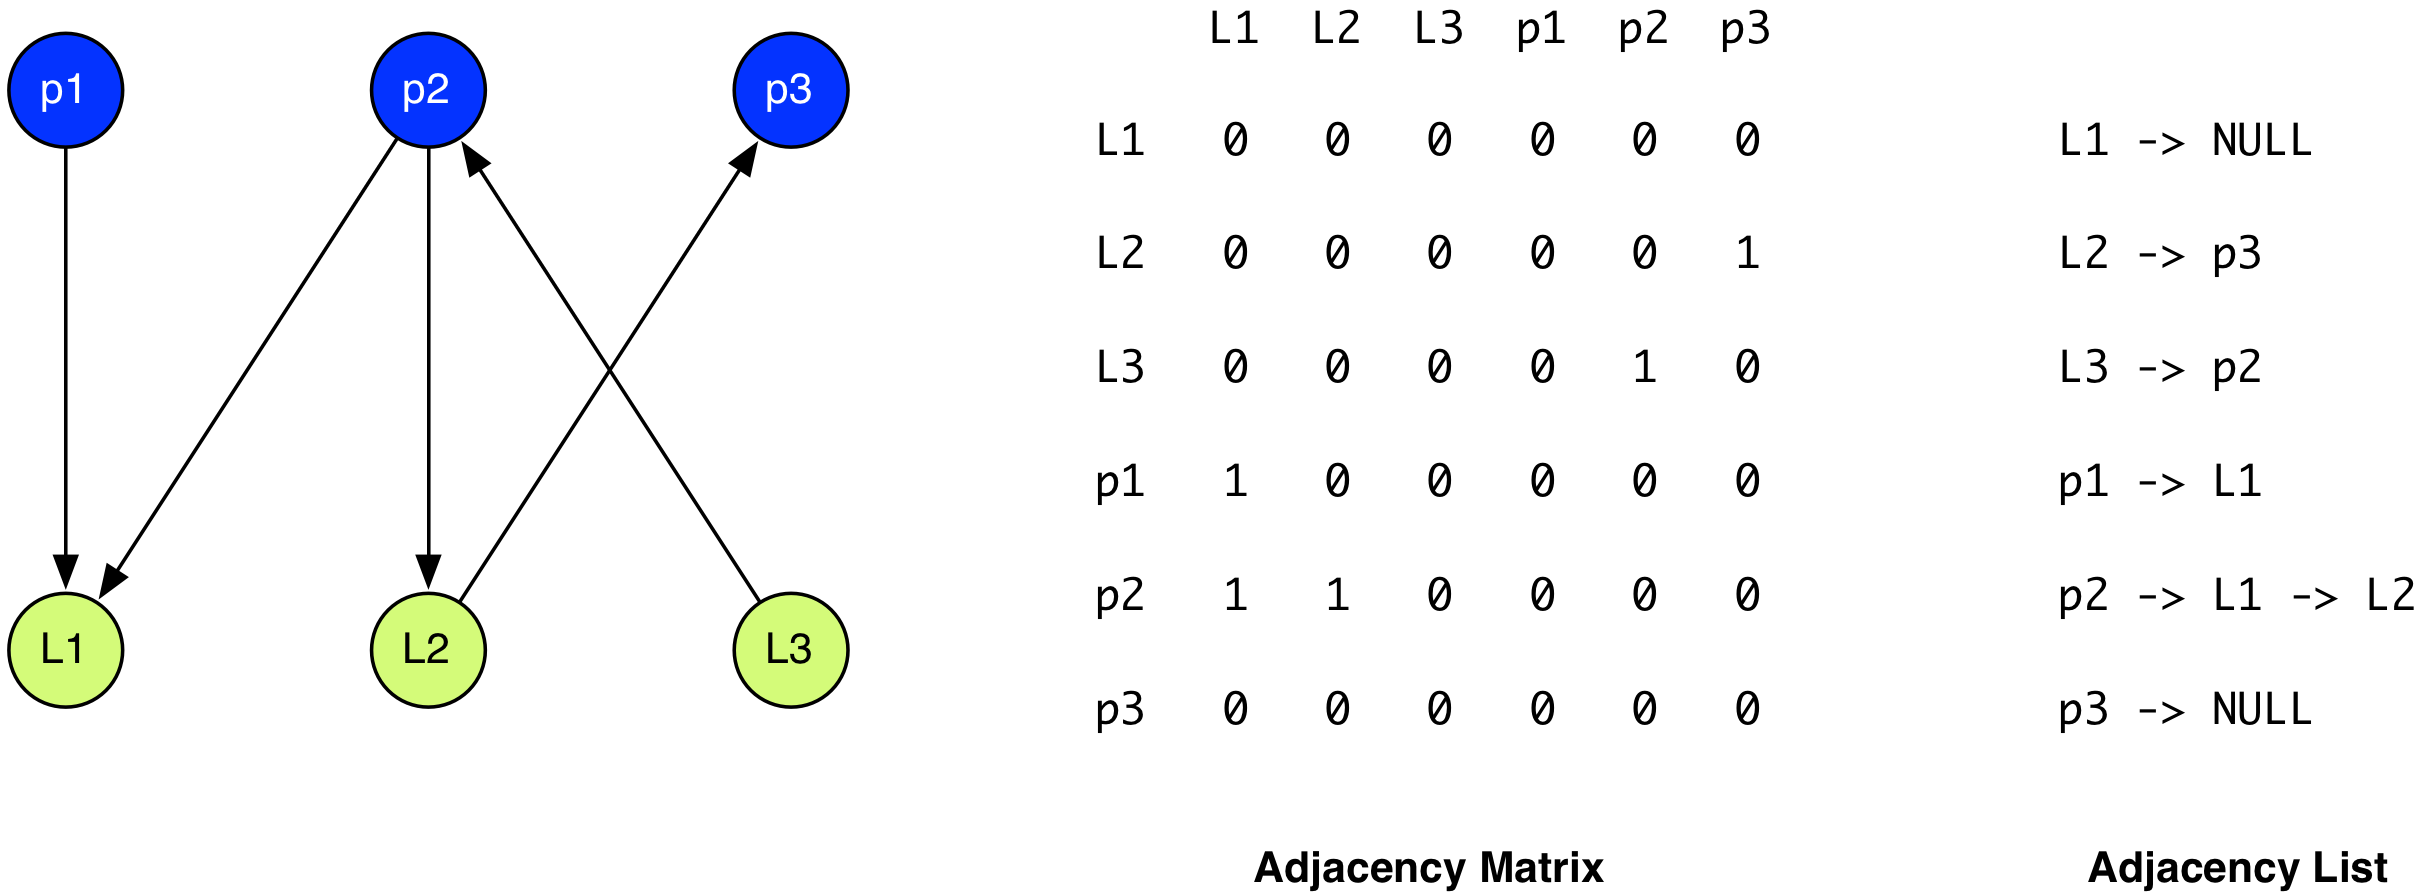 p1 p2 p3
L1 L2 L3
L1 L2 L3 p1 p2 p3
L1 0 0 0 0 0 0
L2 0 0 0 0 0 1
L3 0 0 0 0 1 0
p1 1 0 0 0 0 0
p2 1 1 0 0 0 0
p3 0 0 0 0 0 0
Adjacency Matrix
L1 -> NULL
L2 -> p3
L3 -> p2
p1 -> L1
p2 -> L1 -> L2
p3 -> NULL
Adjacency List